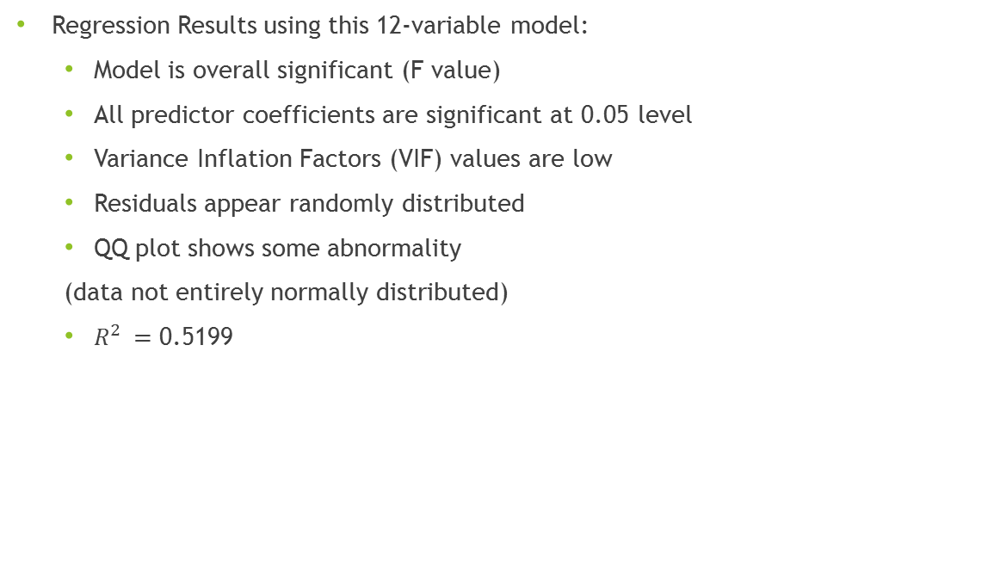 • Regression Results using this 12-variable model:
• Model is overall significant (F value)
• All predictor coefficients are significant at 0.05 level
• Variance Inflation Factors (VIF) values are low
• Residuals appear randomly distributed
• QQ plot shows some abnormality
(data not entirely normally distributed)
• R² = 0.5199